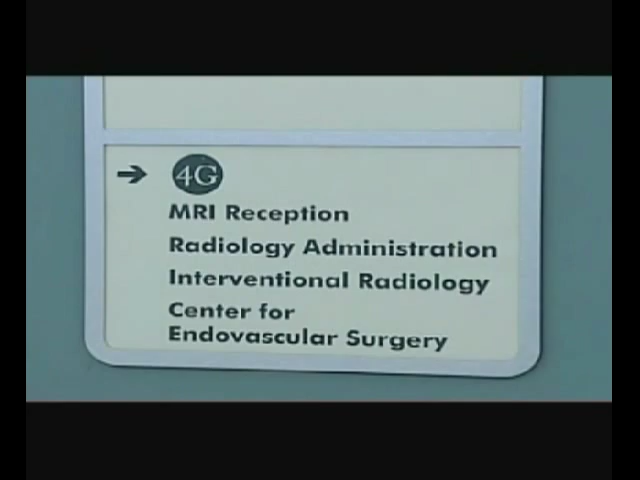 4G
MRI Reception
Radiology Administration
Interventional Radiology
Center for
Endovascular Surgery